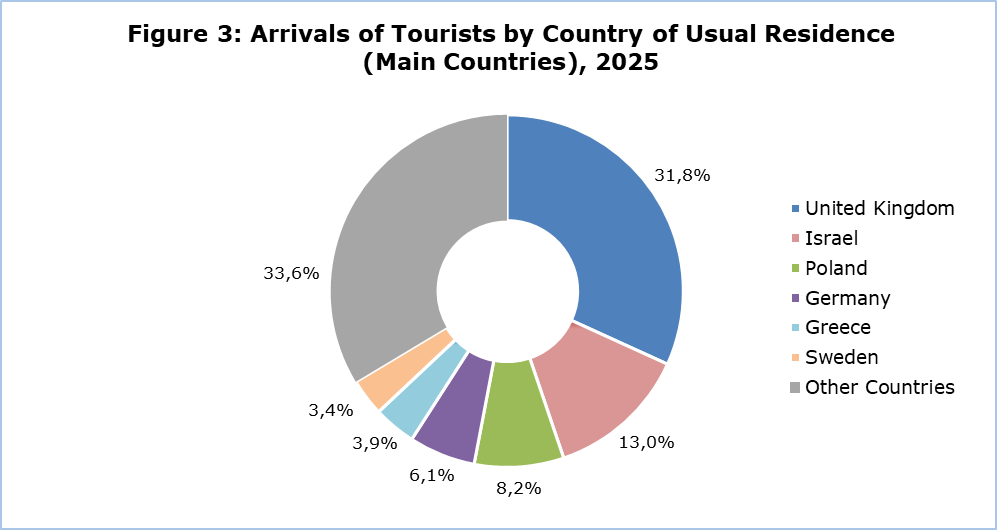 Figure 3: Arrivals of Tourists by Country of Usual Residence
(Main Countries), 2025
31,8%
13,0%
8,2%
6,1%
3,9%
3,4%
33,6%
United Kingdom
Israel
Poland
Germany
Greece
Sweden
Other Countries